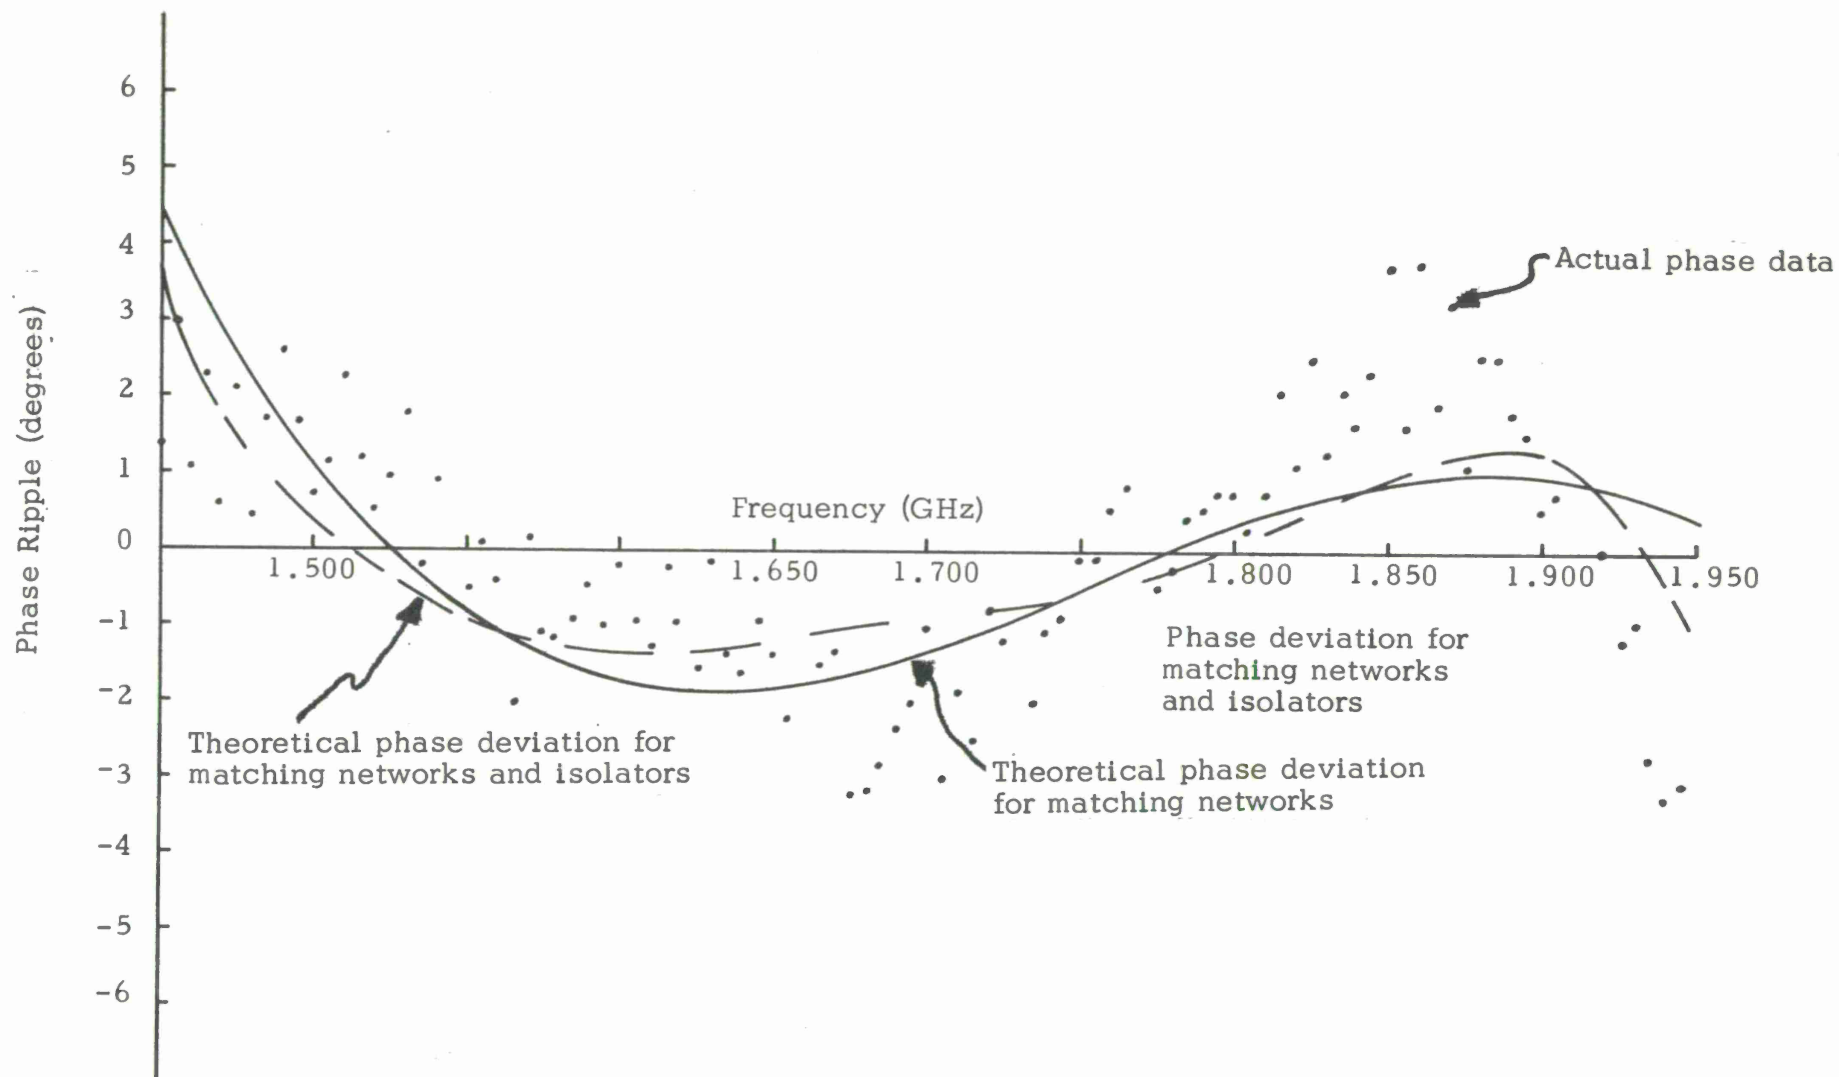 6
5
4
3
2
1
0
-1
-2
-3
-4
-5
-6
Phase Ripple (degrees)
Frequency (GHz)
1.500
1.650
1.700
1.800
1.850
1.900
1.950
Actual phase data
Phase deviation for
matching networks
and isolators
Theoretical phase deviation for
matching networks and isolators
Theoretical phase deviation
for matching networks